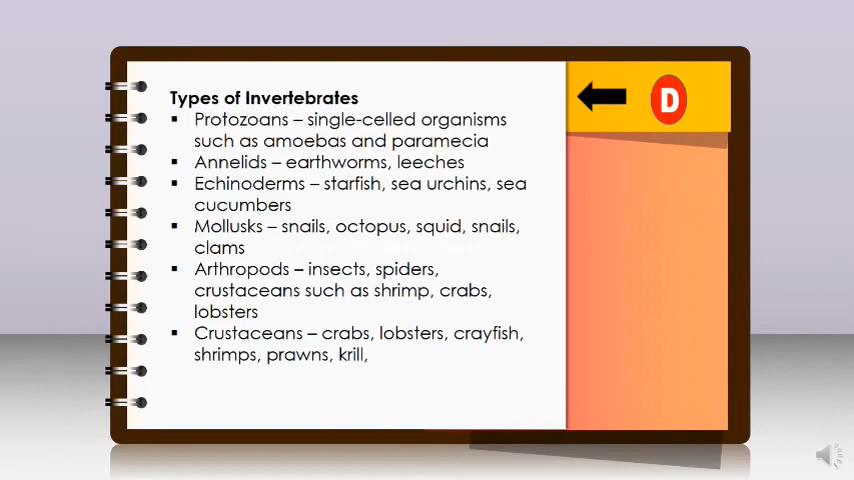 Types of Invertebrates
▪ Protozoans – single-celled organisms
such as amoebas and paramecia
▪ Annelids – earthworms, leeches
▪ Echinoderms – starfish, sea urchins, sea
cucumbers
▪ Mollusks – snails, octopus, squid, snails,
clams
▪ Arthropods – insects, spiders,
crustaceans such as shrimp, crabs,
lobsters
▪ Crustaceans – crabs, lobsters, crayfish,
shrimps, prawns, krill,
D